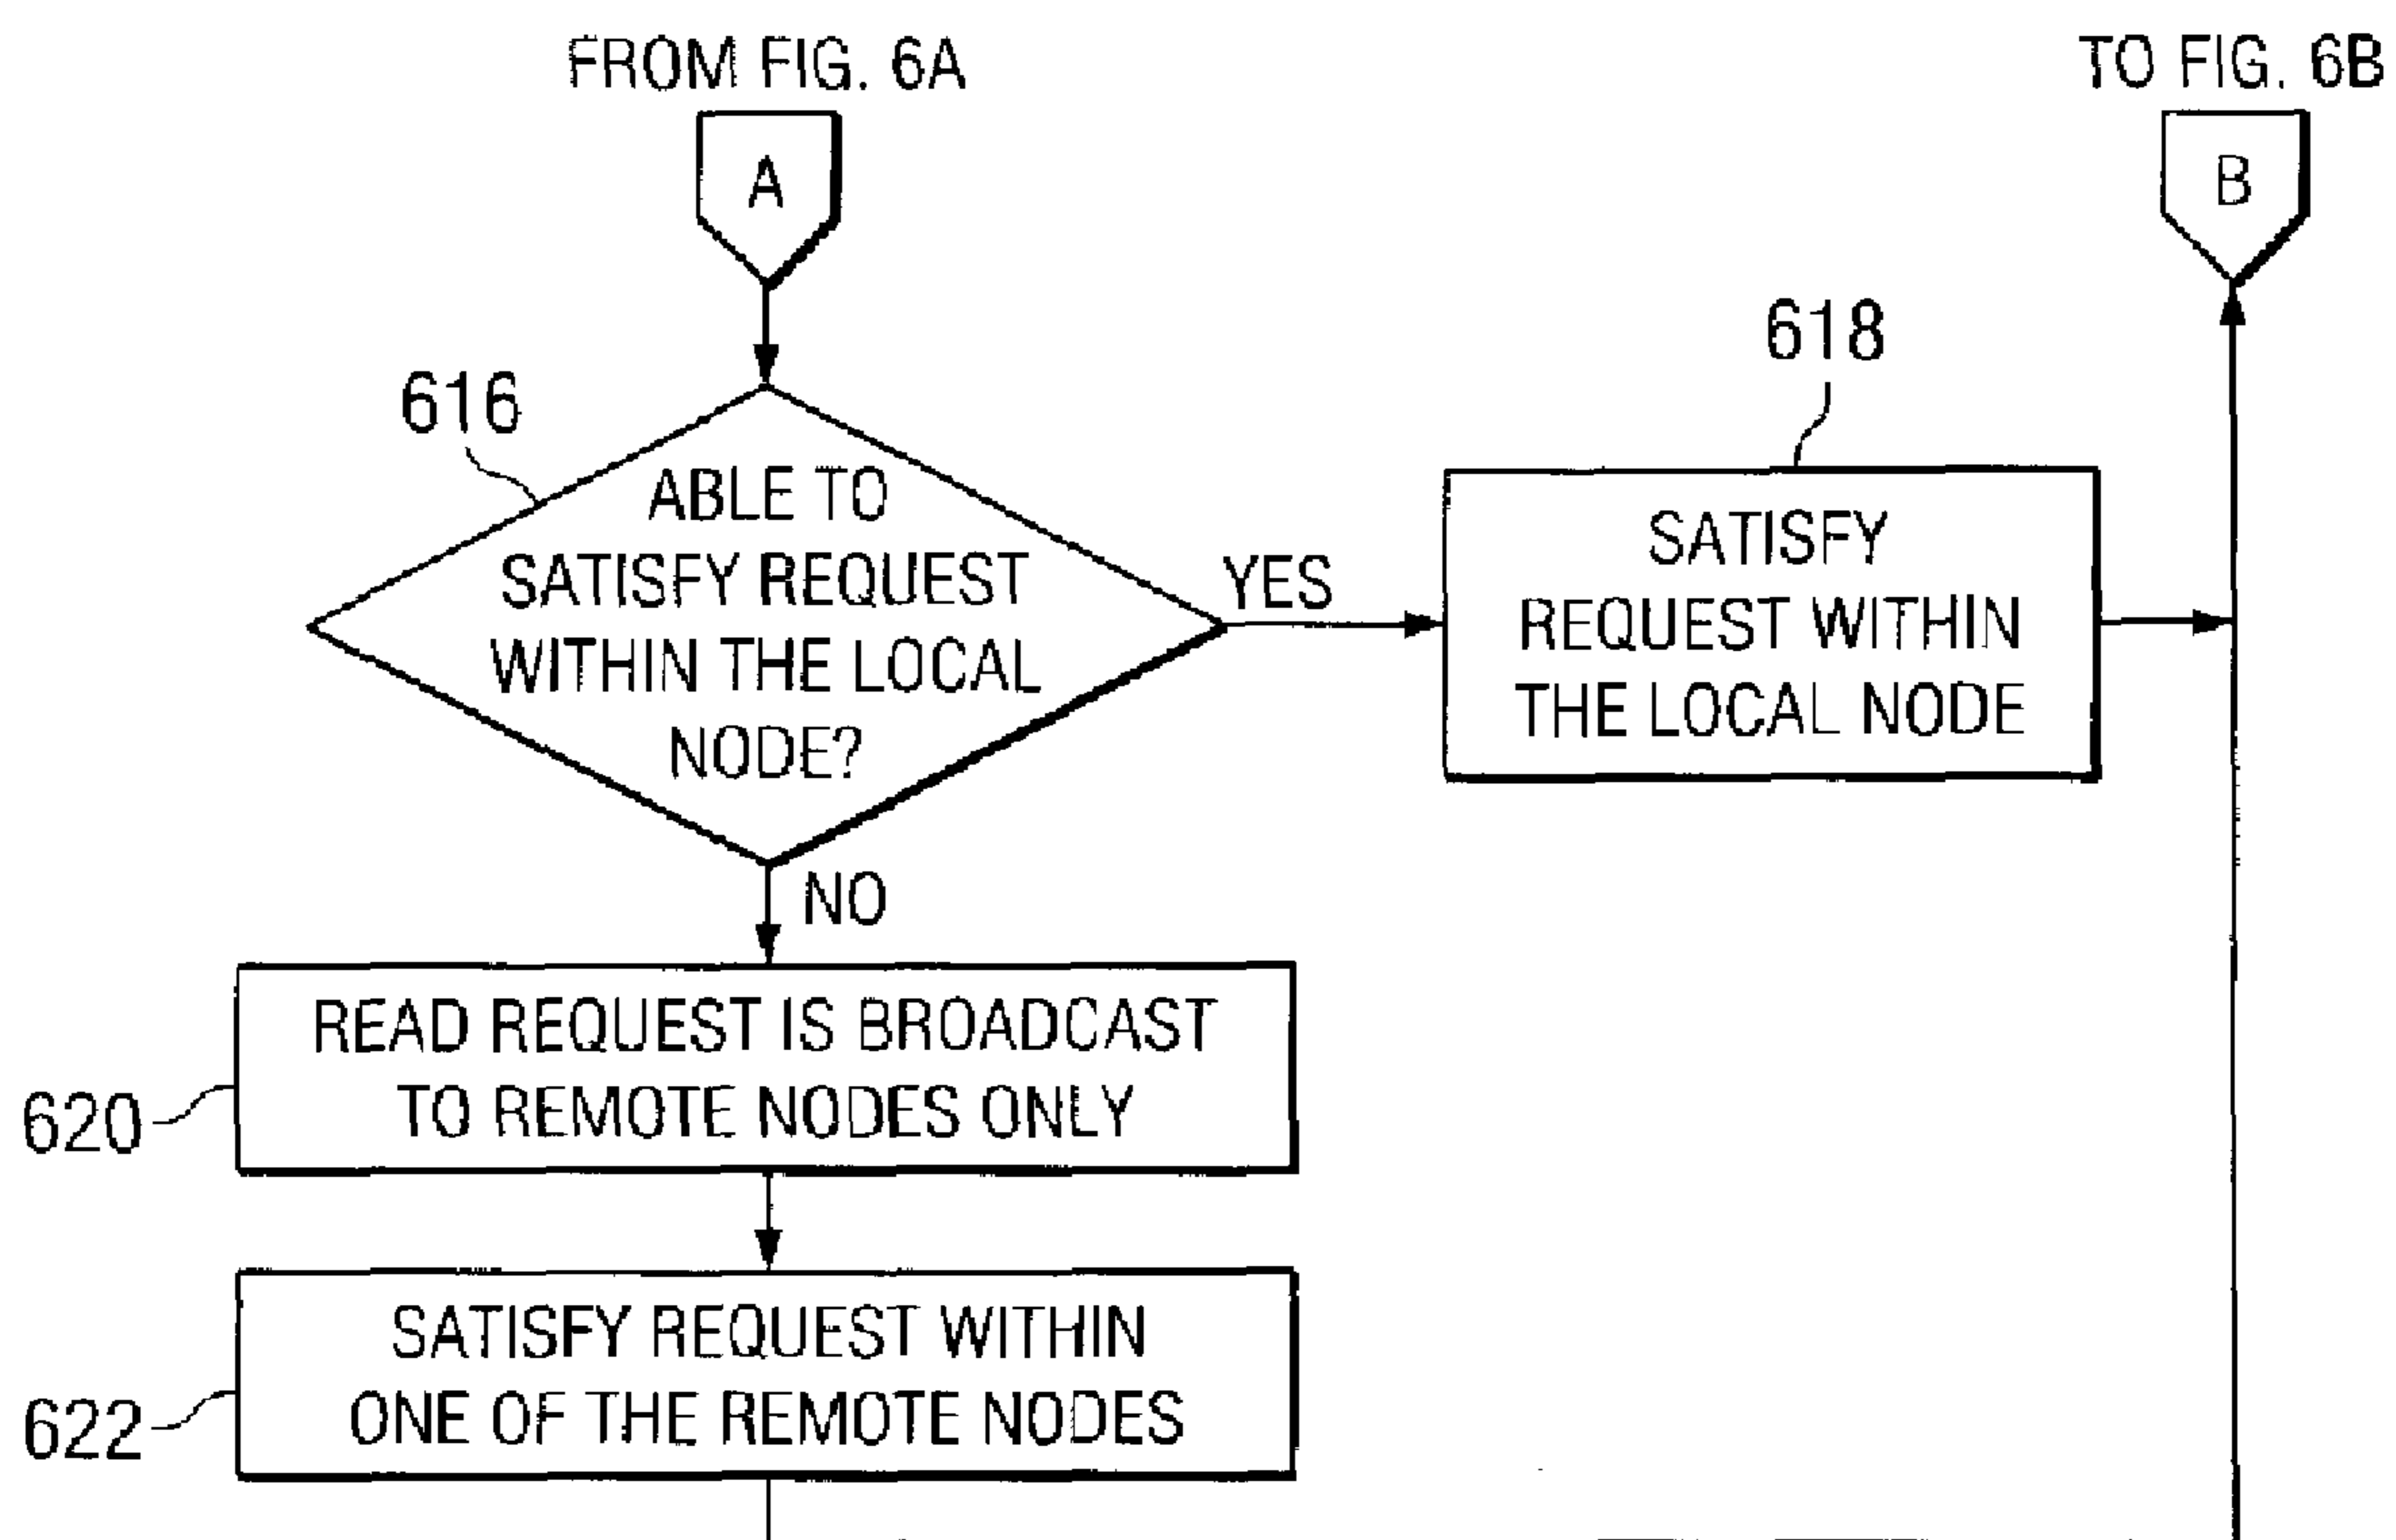 FROM FIG. 6A
TO FIG. 6B
A
B
616
618
ABLE TO
SATISFY REQUEST
WITHIN THE LOCAL
NODE?
YES
SATISFY
REQUEST WITHIN
THE LOCAL NODE
NO
620
READ REQUEST IS BROADCAST
TO REMOTE NODES ONLY
622
SATISFY REQUEST WITHIN
ONE OF THE REMOTE NODES